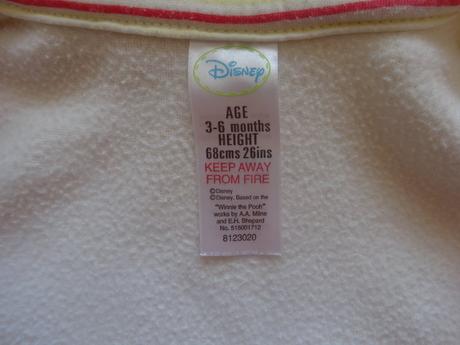 Disney
AGE
3-6 months
HEIGHT
68cms 26ins
KEEP AWAY
FROM FIRE
©Disney
©Disney. Based on the
"Winnie the Pooh"
works by A.A. Milne
and E.H. Shepard
No. 515001712
8123020